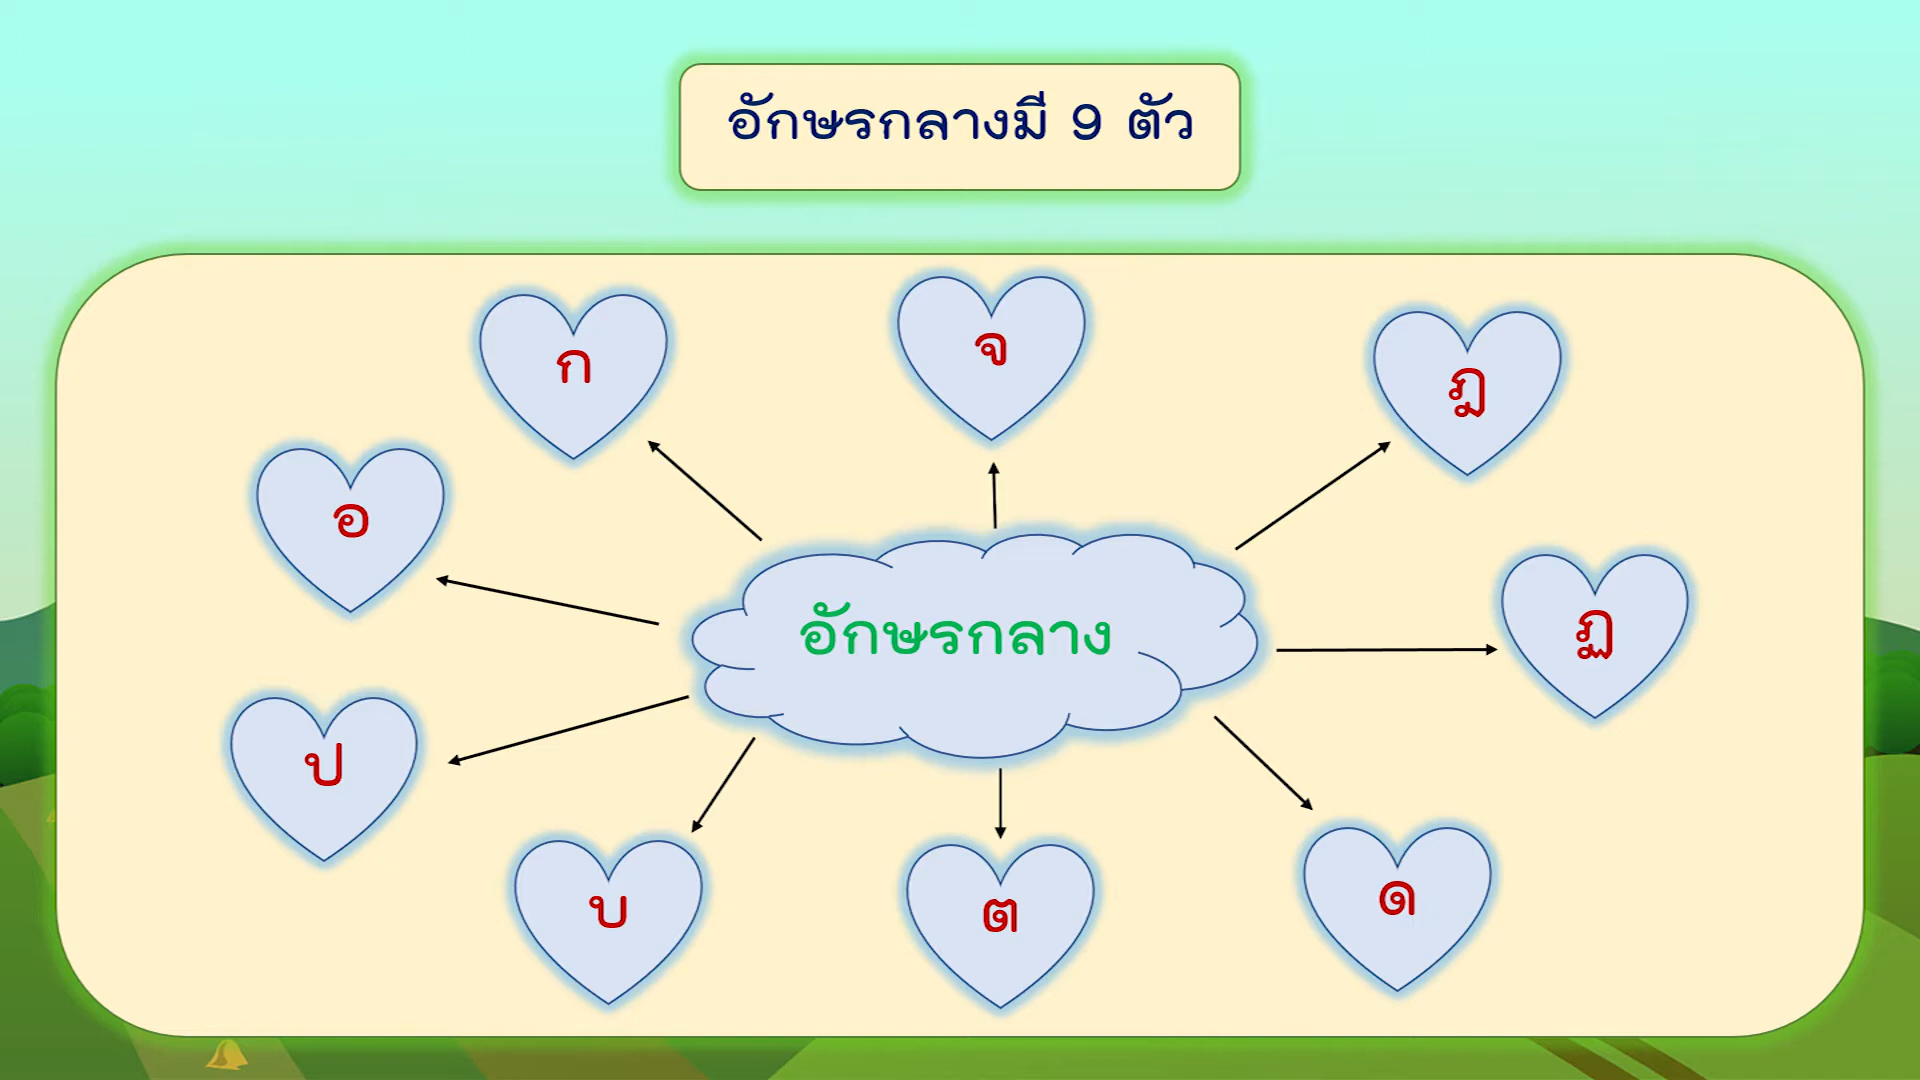 อักษรกลางมี 9 ตัว
ก
จ
ฎ
ฏ
ด
ต
บ
ป
อ
อักษรกลาง